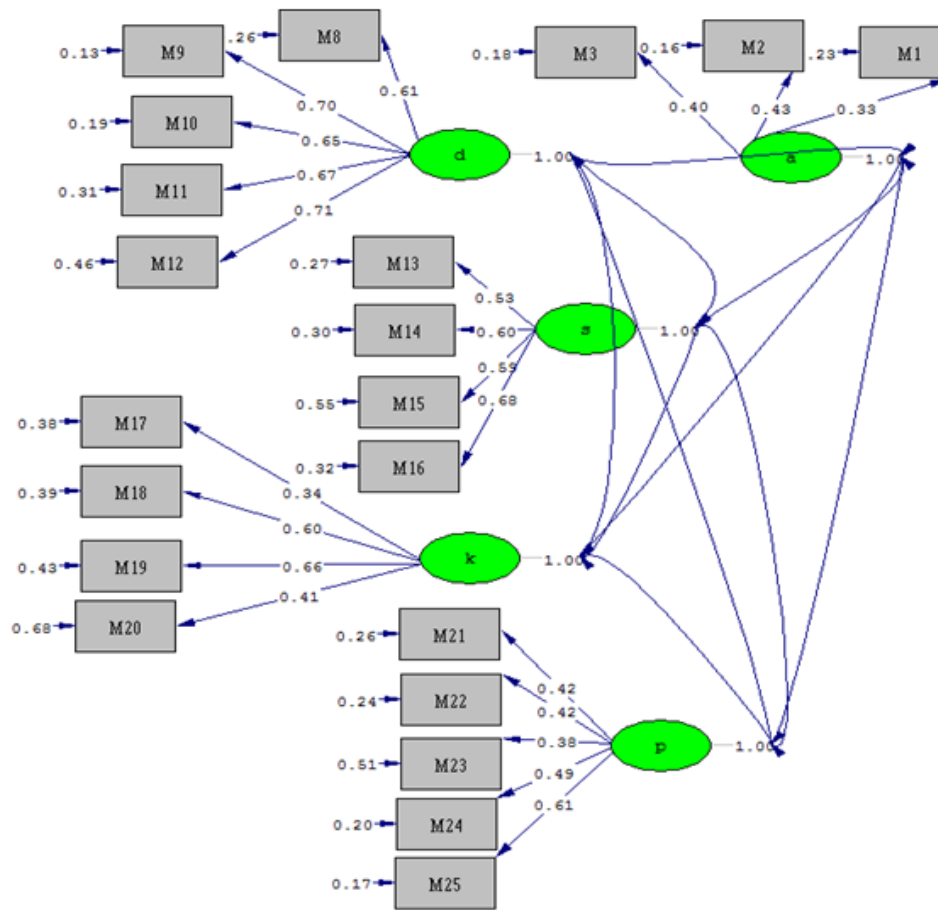 0.13 M9
.26 M8
0.18 M3
0.16 M2
.23 M1
0.61
0.70
0.40
0.43
0.33
0.19 M10
0.65
d 1.00
a 1.00
0.31 M11
0.67
0.71
0.46 M12
0.27 M13
0.53
0.30 M14
0.60
s 1.00
0.59
0.55 M15
0.68
0.32 M16
0.38 M17
0.34
0.39 M18
0.60
k 1.00
0.43 M19
0.66
0.41
0.68 M20
0.26 M21
0.42
0.24 M22
0.42
0.38
p 1.00
0.51 M23
0.49
0.61
0.20 M24
0.17 M25